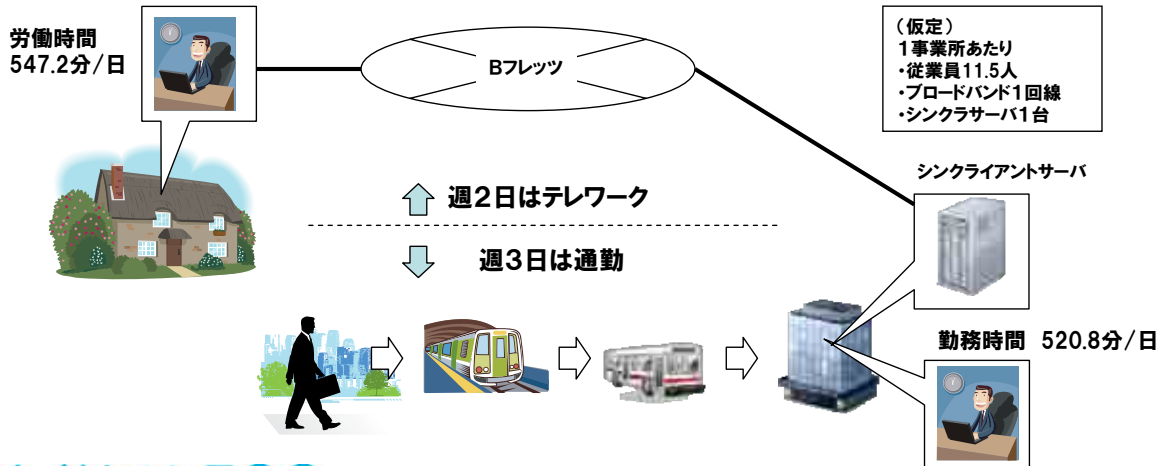 労働時間
547.2分/日
Bフレッツ
(仮定)
1事業所あたり
・従業員11.5人
・ブロードバンド1回線
・シンクラサーバ1台
シンクライアントサーバ
週2日はテレワーク
週3日は通勤
勤務時間 520.8分/日